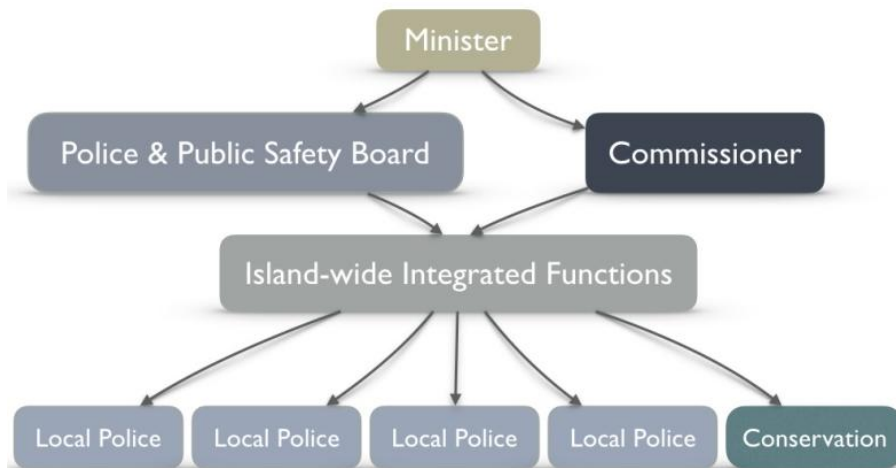 Minister
Police & Public Safety Board
Commissioner
Island-wide Integrated Functions
Local Police
Local Police
Local Police
Local Police
Conservation